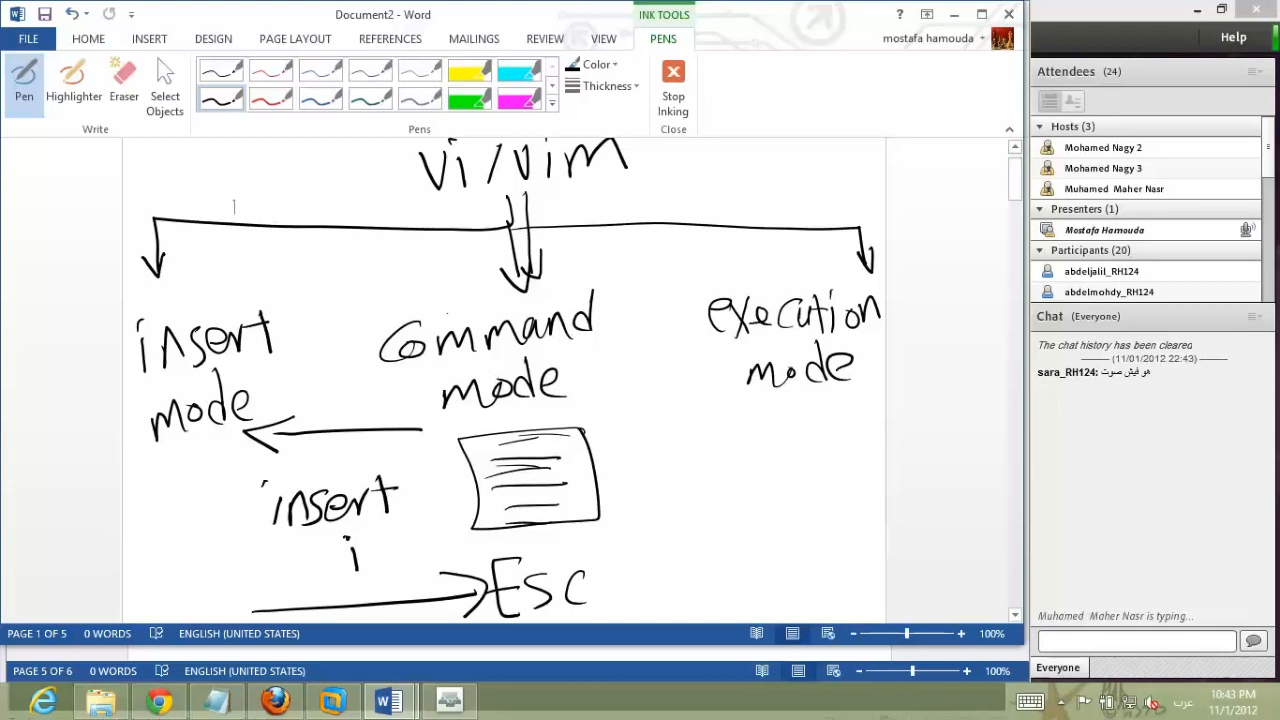 Document2 - Word
INK TOOLS
FILE
HOME
INSERT
DESIGN
PAGE LAYOUT
REFERENCES
MAILINGS
REVIEW
VIEW
PENS
mostafa hamouda
Pen
Highlighter
Eraser
Select Objects
Color
Thickness
Stop Inking
Write
Pens
Close
vi/vim
insert mode
Command mode
execution mode
insert
i
Esc
PAGE 1 OF 5
0 WORDS
ENGLISH (UNITED STATES)
100%
PAGE 5 OF 6
0 WORDS
ENGLISH (UNITED STATES)
100%
Help
Attendees (24)
Hosts (3)
Mohamed Nagy 2
Mohamed Nagy 3
Muhamed Maher Nasr
Presenters (1)
Mostafa Hamouda
Participants (20)
abdeljalil_RH124
abdelmohdy_RH124
Chat (Everyone)
The chat history has been cleared
(11/01/2012 22:43)
sara_RH124: هو فيش صوت
Muhamed Maher Nasr is typing...
Everyone
عرب
10:43 PM
11/1/2012